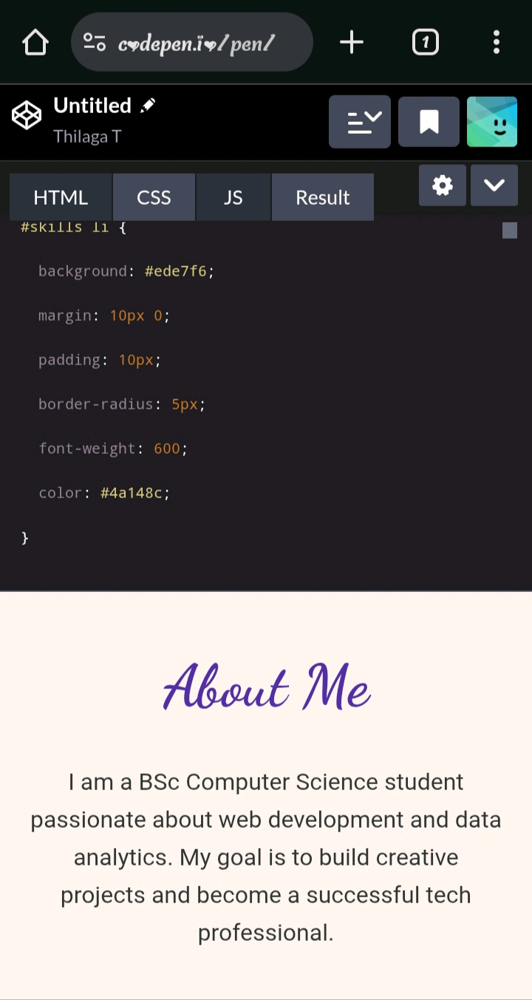 codepen.io/pen/
1
Untitled
Thilaga T
HTML CSS JS Result
#skills li {
background: #ede7f6;
margin: 10px 0;
padding: 10px;
border-radius: 5px;
font-weight: 600;
color: #4a148c;
}
About Me
I am a BSc Computer Science student
passionate about web development and data
analytics. My goal is to build creative
projects and become a successful tech
professional.